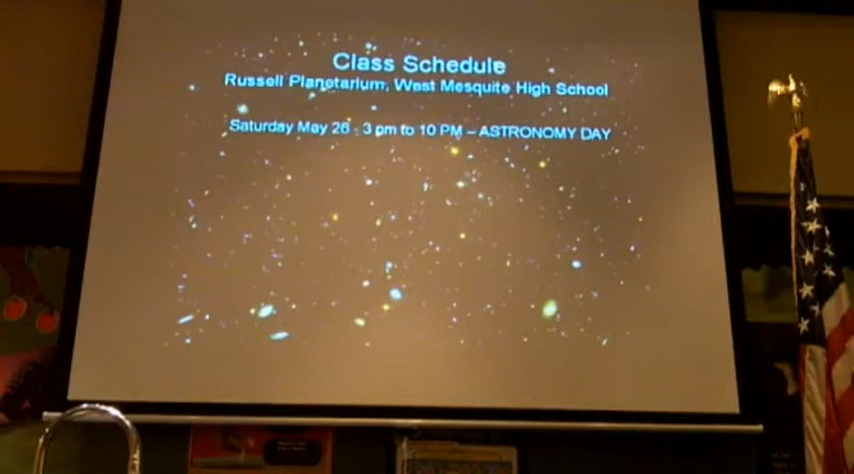 Class Schedule
Russell Planetarium, West Mesquite High School
Saturday May 26 - 3 pm to 10 PM – ASTRONOMY DAY